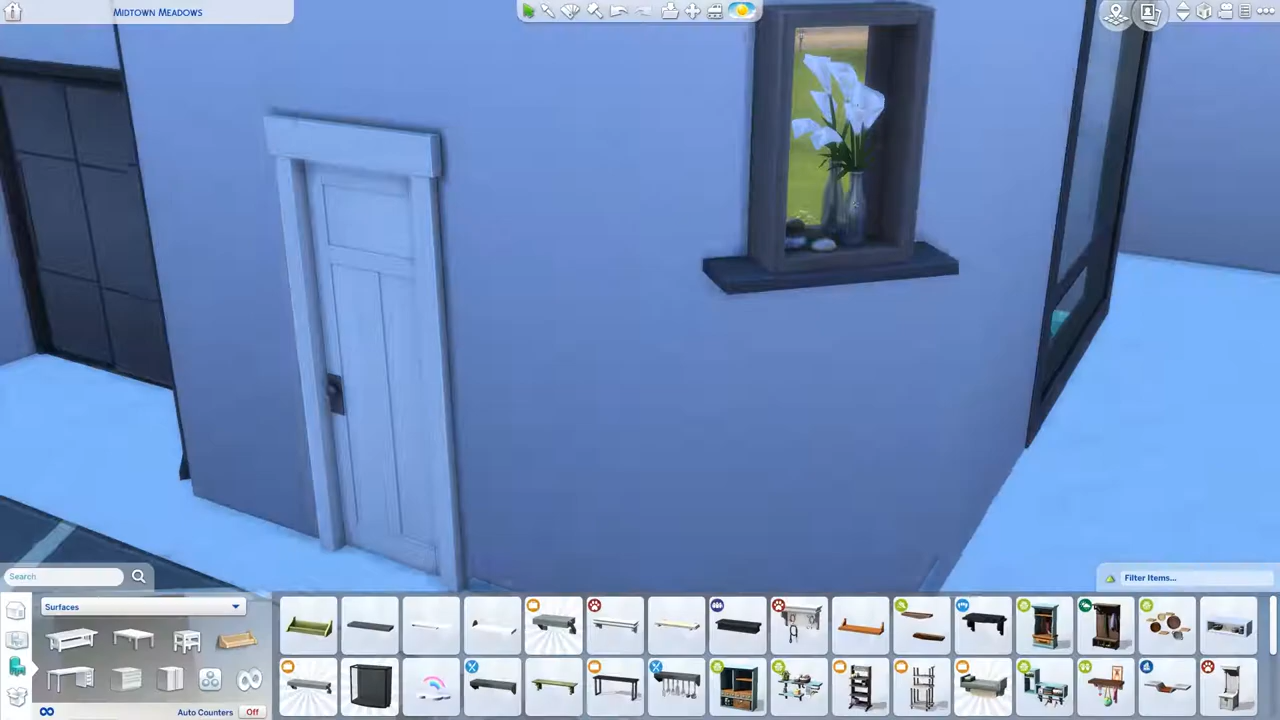 Midtown Meadows
Search
Filter Items...
Surfaces
Auto Counters
Off